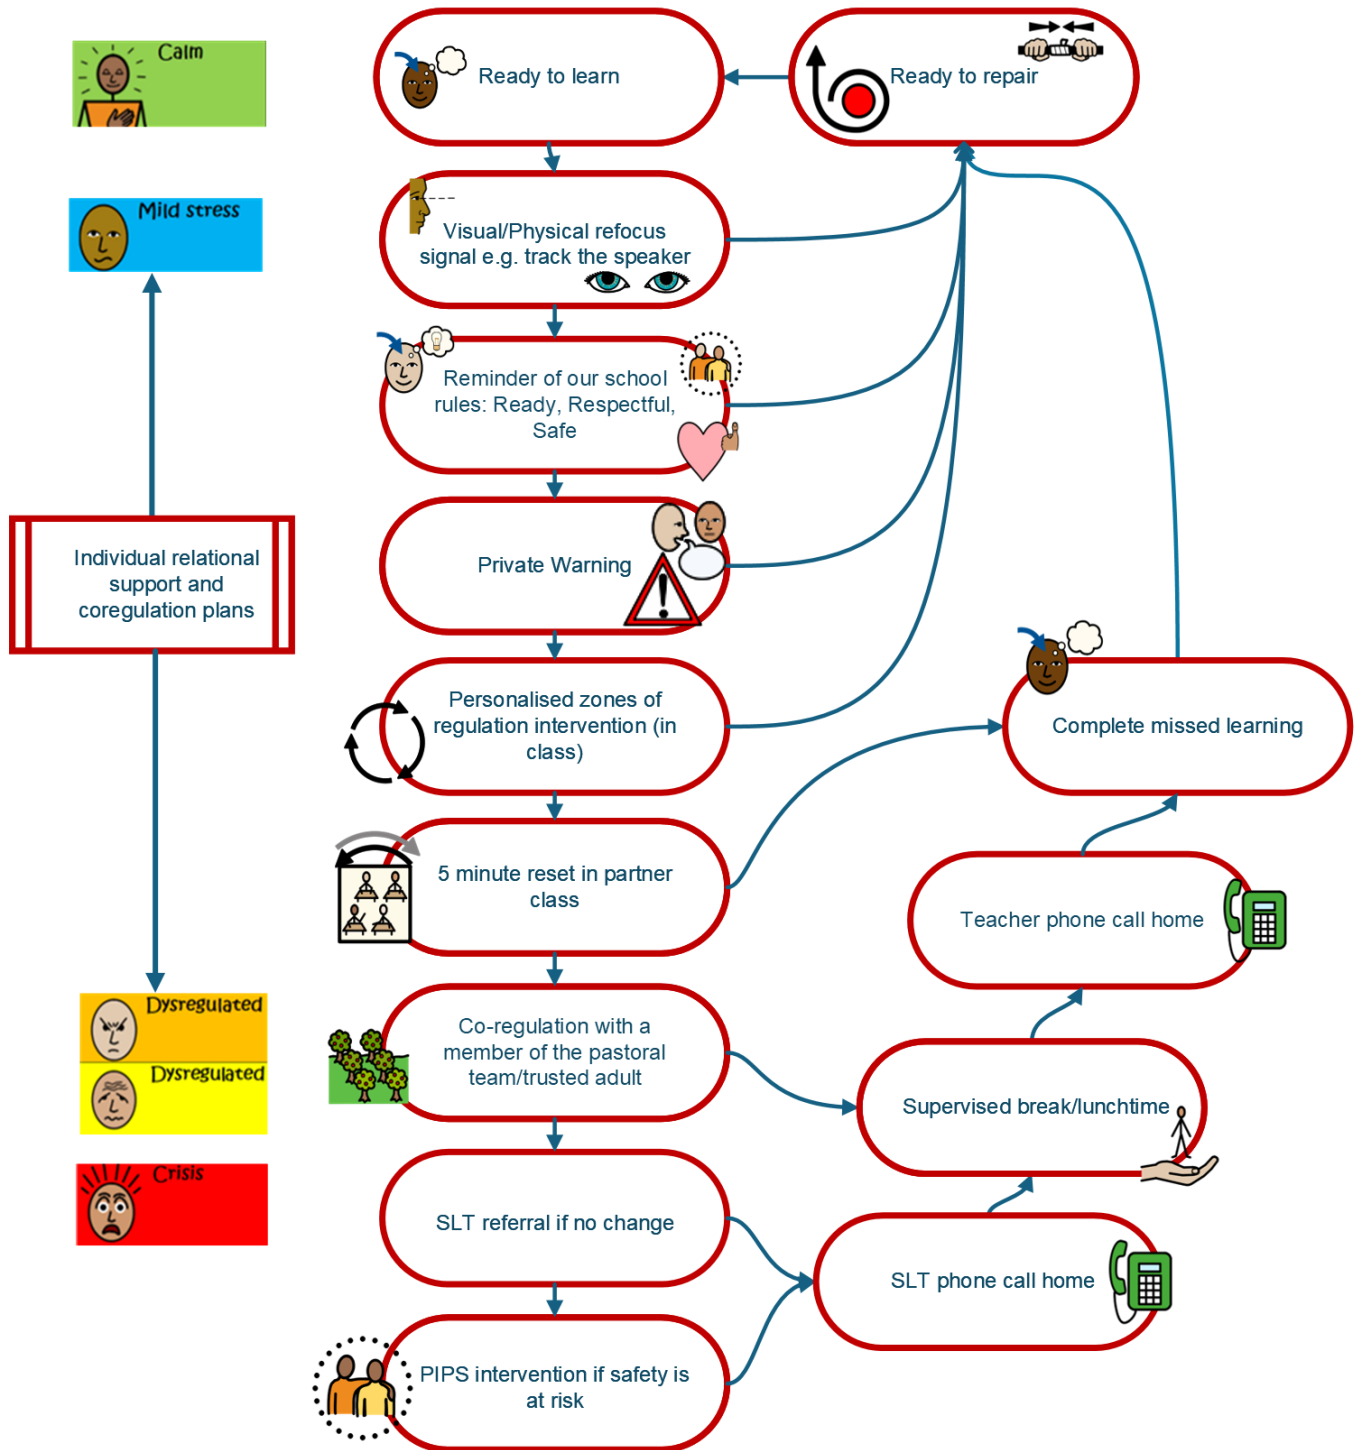 Calm
Ready to learn
Ready to repair
Mild stress
Visual/Physical refocus
signal e.g. track the speaker
Reminder of our school
rules: Ready, Respectful,
Safe
Individual relational
support and
coregulation plans
Private Warning
Personalised zones of
regulation intervention (in
class)
Complete missed learning
5 minute reset in partner
class
Teacher phone call home
Dysregulated
Dysregulated
Co-regulation with a
member of the pastoral
team/trusted adult
Supervised break/lunchtime
Crisis
SLT referral if no change
SLT phone call home
PIPS intervention if safety is
at risk